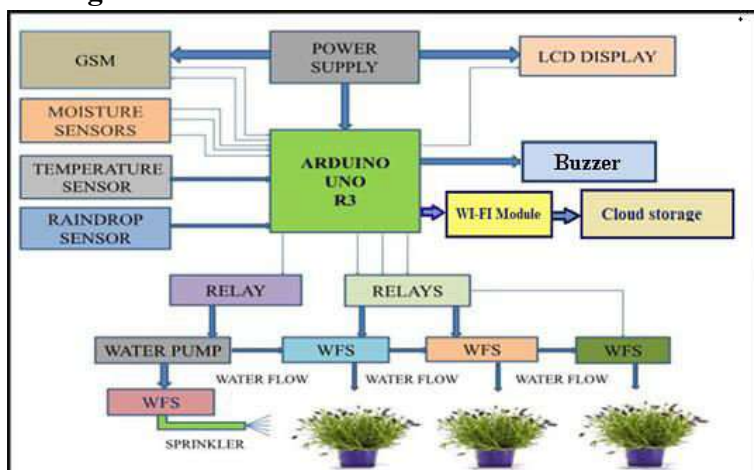 GSM
POWER
SUPPLY
LCD DISPLAY
MOISTURE
SENSORS
ARDUINO
UNO
R3
Buzzer
TEMPERATURE
SENSOR
RAINDROP
SENSOR
WI-FI Module
Cloud storage
RELAY
RELAYS
WATER PUMP
WFS
WFS
WFS
WATER FLOW
WATER FLOW
WATER FLOW
WFS
SPRINKLER